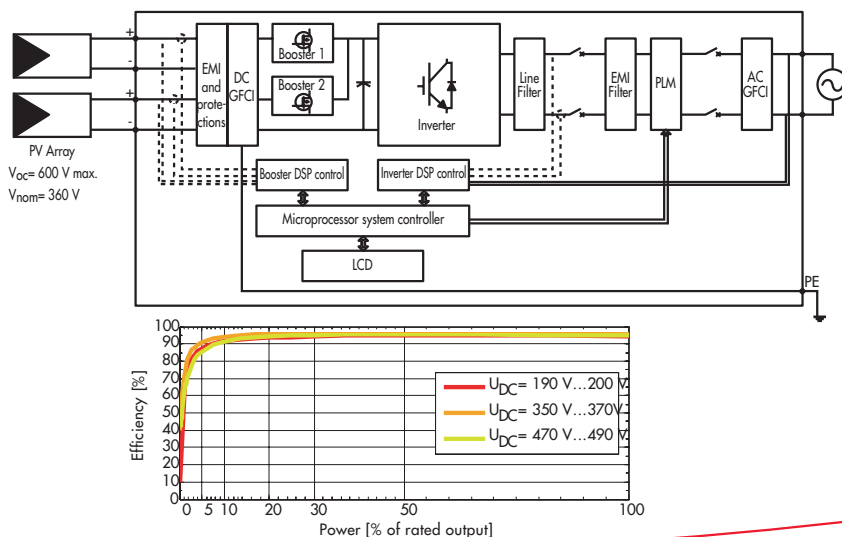 +
-
+
-
PV Array
Voc= 600 V max.
Vnom= 360 V
EMI
and
prote-
ctions
DC
GFCI
Booster 1
Booster 2
Inverter
Line
Filter
EMI
Filter
PLM
AC
GFCI
Booster DSP control
Inverter DSP control
Microprocessor system controller
LCD
PE
Efficiency [%]
100
90
80
70
60
50
40
30
20
10
0
0 5 10 20 30 50 100
Power [% of rated output]
UDC= 190 V...200 V
UDC= 350 V...370V
UDC= 470 V...490 V